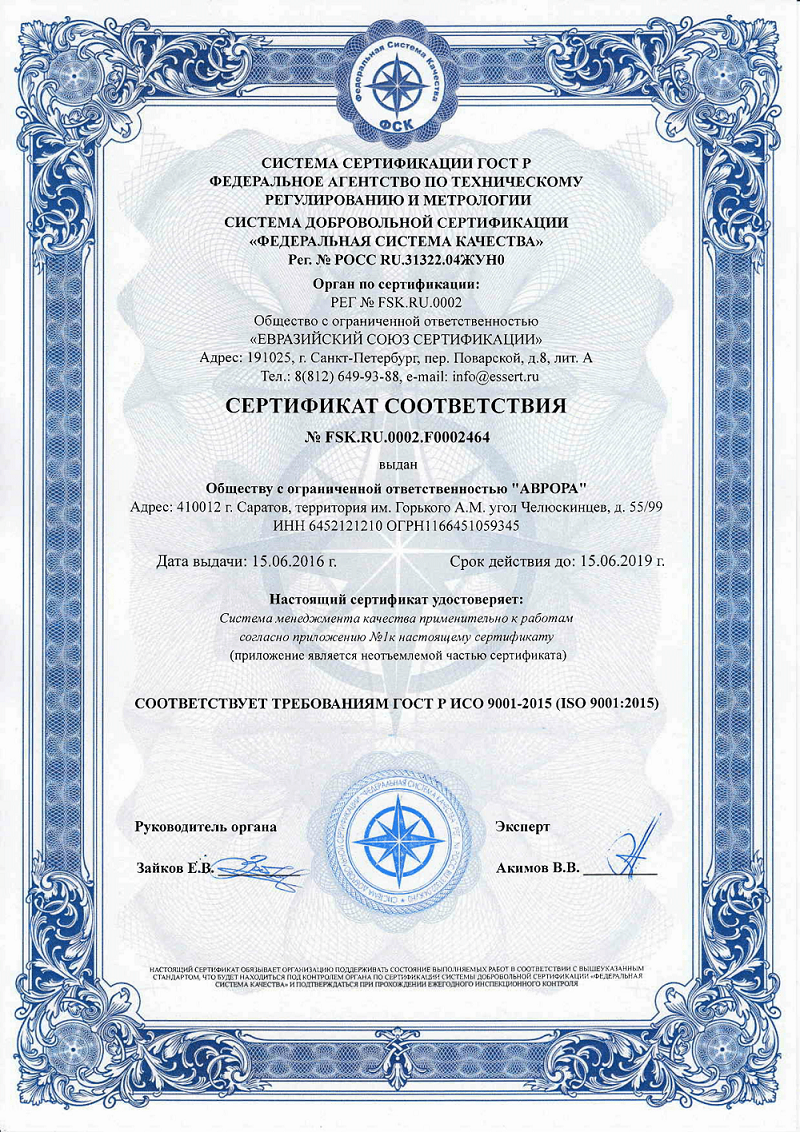 Федеральная Система Качества
ФСК
СИСТЕМА СЕРТИФИКАЦИИ ГОСТ Р
ФЕДЕРАЛЬНОЕ АГЕНТСТВО ПО ТЕХНИЧЕСКОМУ
РЕГУЛИРОВАНИЮ И МЕТРОЛОГИИ
СИСТЕМА ДОБРОВОЛЬНОЙ СЕРТИФИКАЦИИ
«ФЕДЕРАЛЬНАЯ СИСТЕМА КАЧЕСТВА»
Рег. № РОСС RU.31322.04ЖУН0
Орган по сертификации:
РЕГ № FSK.RU.0002
Общество с ограниченной ответственностью
«ЕВРАЗИЙСКИЙ СОЮЗ СЕРТИФИКАЦИИ»
Адрес: 191025, г. Санкт-Петербург, пер. Поварской, д.8, лит. А
Тел.: 8(812) 649-93-88, e-mail: info@essert.ru
СЕРТИФИКАТ СООТВЕТСТВИЯ
№ FSK.RU.0002.F0002464
выдан
Обществу с ограниченной ответственностью "АВРОРА"
Адрес: 410012 г. Саратов, территория им. Горького А.М. угол Челюскинцев, д. 55/99
ИНН 6452121210 ОГРН1166451059345
Дата выдачи: 15.06.2016 г. Срок действия до: 15.06.2019 г.
Настоящий сертификат удостоверяет:
Система менеджмента качества применительно к работам
согласно приложению №1к настоящему сертификату
(приложение является неотъемлемой частью сертификата)
СООТВЕТСТВУЕТ ТРЕБОВАНИЯМ ГОСТ Р ИСО 9001-2015 (ISO 9001:2015)
Руководитель органа Эксперт
Зайков Е.В. Акимов В.В.
НАСТОЯЩИЙ СЕРТИФИКАТ ОБЯЗЫВАЕТ ОРГАНИЗАЦИЮ ПОДДЕРЖИВАТЬ СОСТОЯНИЕ ВЫПОЛНЯЕМЫХ РАБОТ В СООТВЕТСТВИИ С ВЫШЕУКАЗАННЫМ
СТАНДАРТОМ, ЧТО БУДЕТ НАХОДИТЬСЯ ПОД КОНТРОЛЕМ ОРГАНА ПО СЕРТИФИКАЦИИ СИСТЕМЫ ДОБРОВОЛЬНОЙ СЕРТИФИКАЦИИ «ФЕДЕРАЛЬНАЯ
СИСТЕМА КАЧЕСТВА» И ПОДТВЕРЖДАТЬСЯ ПРИ ПРОХОЖДЕНИИ ЕЖЕГОДНОГО ИНСПЕКЦИОННОГО КОНТРОЛЯ